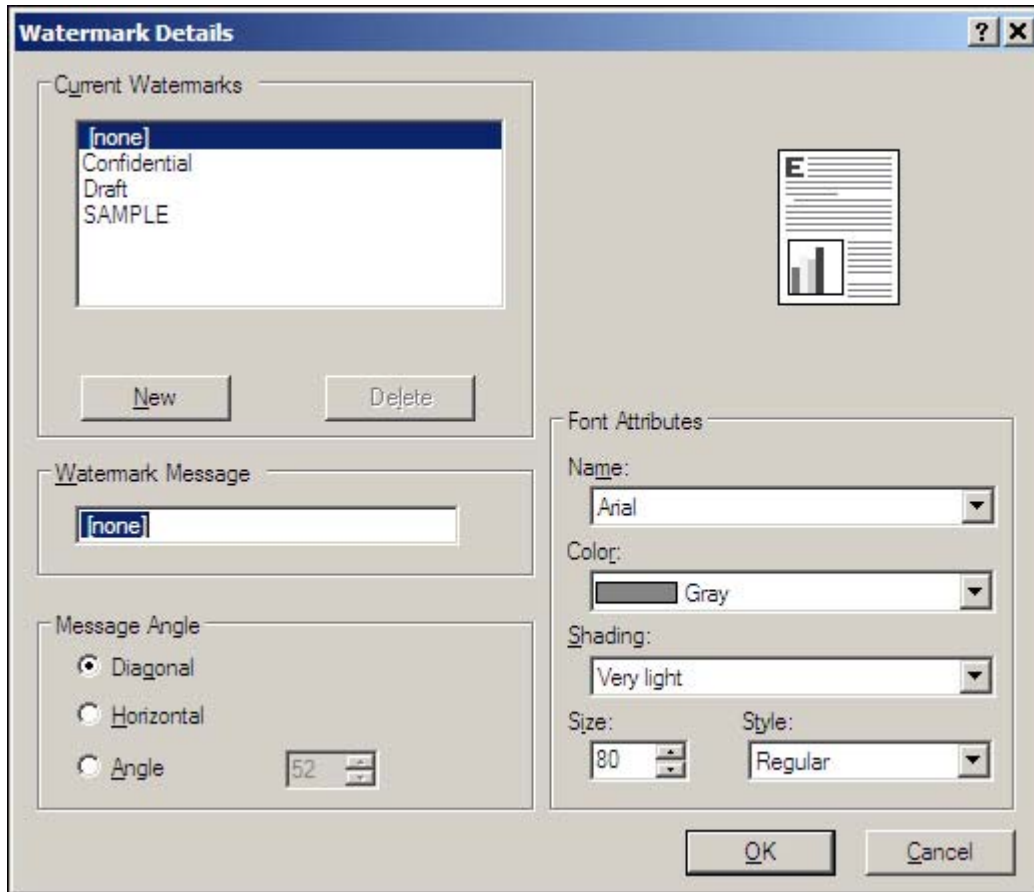 Watermark Details
Current Watermarks
[none]
Confidential
Draft
SAMPLE
New
Delete
Watermark Message
[none]
Message Angle
Diagonal
Horizontal
Angle
52
E
Font Attributes
Name:
Arial
Color:
Gray
Shading:
Very light
Size:
Style:
80
Regular
OK
Cancel